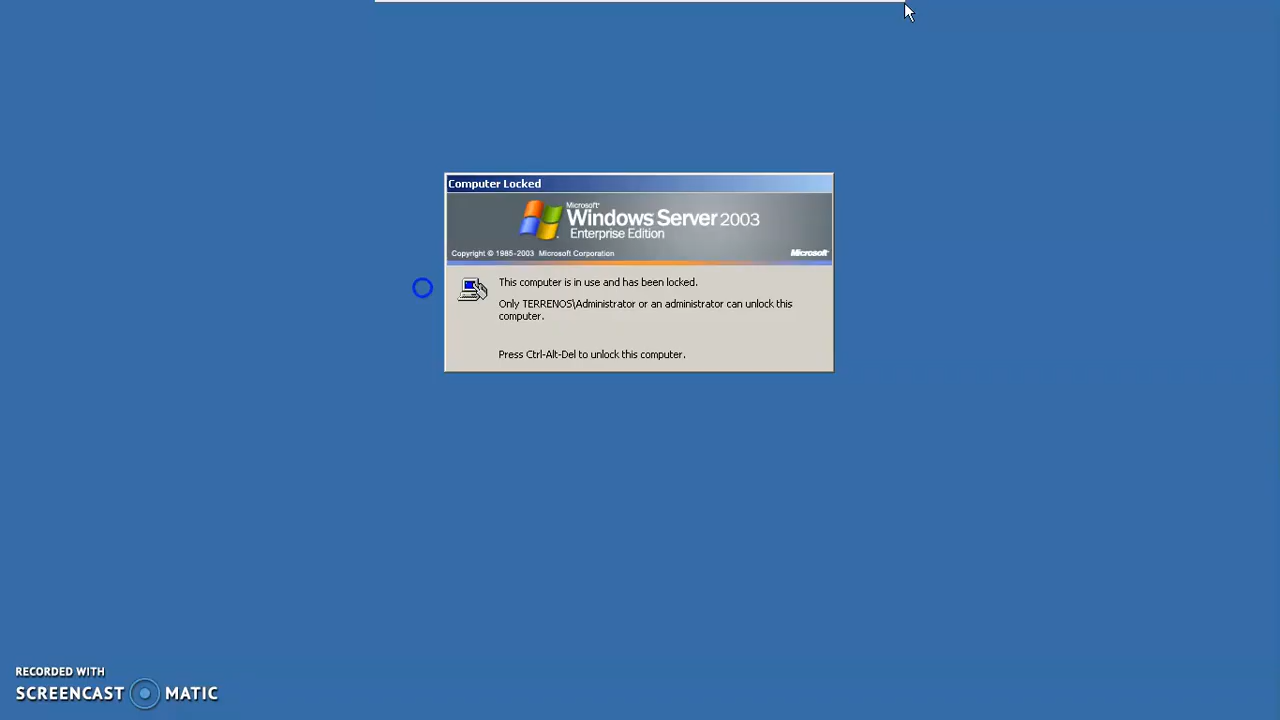 Computer Locked
Microsoft
Windows Server 2003
Enterprise Edition
Copyright © 1985-2003 Microsoft Corporation
Microsoft
This computer is in use and has been locked.
Only TERRENOS\Administrator or an administrator can unlock this
computer.
Press Ctrl-Alt-Del to unlock this computer.
RECORDED WITH
SCREENCAST MATIC